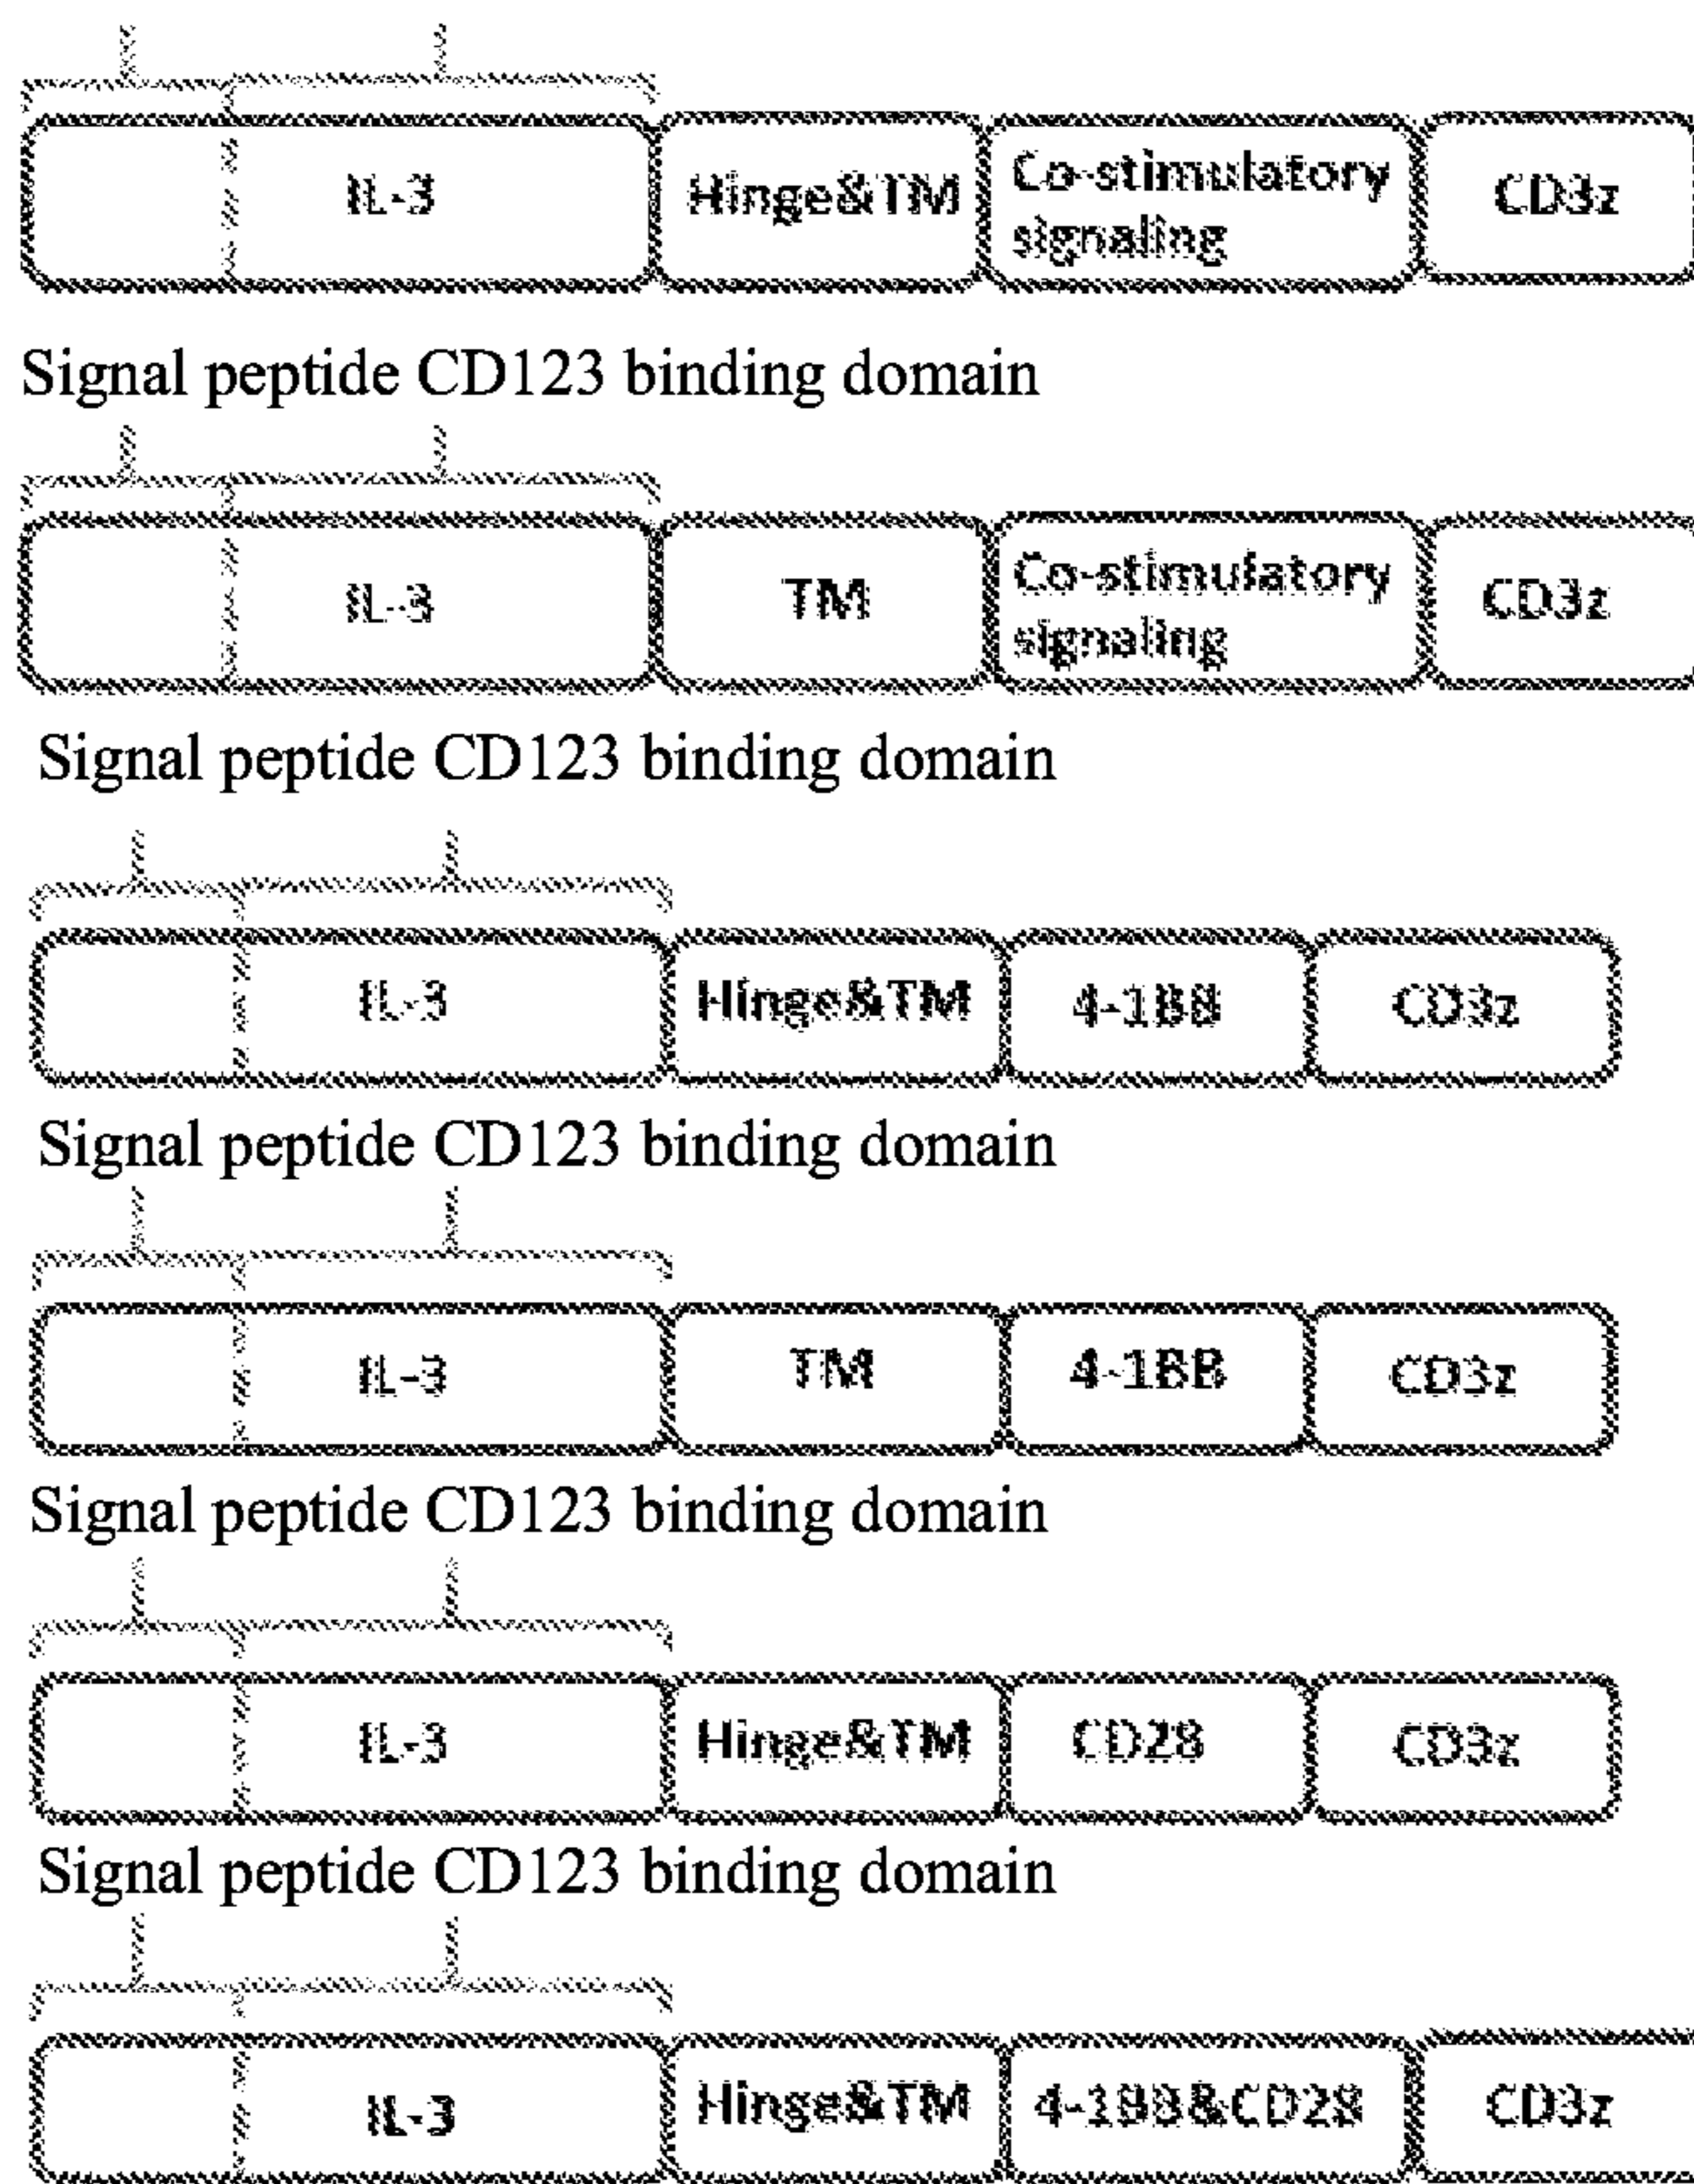 IL-3 Hinge&TM Co-stimulatory signaling CD3z
Signal peptide CD123 binding domain
IL-3 TM Co-stimulatory signaling CD3z
Signal peptide CD123 binding domain
IL-3 Hinge&TM 4-1BB CD3z
Signal peptide CD123 binding domain
IL-3 TM 4-1BB CD3z
Signal peptide CD123 binding domain
IL-3 Hinge&TM CD28 CD3z
Signal peptide CD123 binding domain
IL-3 Hinge&TM 4-1BB&CD28 CD3z